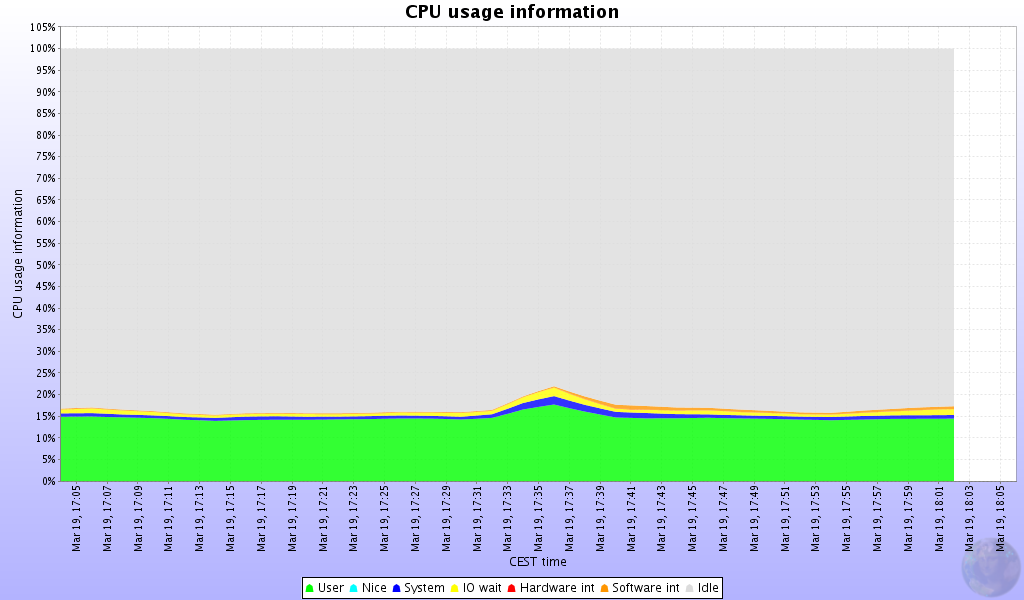 CPU usage information
105%
100%
95%
90%
85%
80%
75%
70%
65%
60%
55%
50%
45%
40%
35%
30%
25%
20%
15%
10%
5%
0%
CPU usage information
Mar 19, 17:05
Mar 19, 17:07
Mar 19, 17:09
Mar 19, 17:11
Mar 19, 17:13
Mar 19, 17:15
Mar 19, 17:17
Mar 19, 17:19
Mar 19, 17:21
Mar 19, 17:23
Mar 19, 17:25
Mar 19, 17:27
Mar 19, 17:29
Mar 19, 17:31
Mar 19, 17:33
Mar 19, 17:35
Mar 19, 17:37
Mar 19, 17:39
Mar 19, 17:41
Mar 19, 17:43
Mar 19, 17:45
Mar 19, 17:47
Mar 19, 17:49
Mar 19, 17:51
Mar 19, 17:53
Mar 19, 17:55
Mar 19, 17:57
Mar 19, 17:59
Mar 19, 18:01
Mar 19, 18:03
Mar 19, 18:05
CEST time
User Nice System IO wait Hardware int Software int Idle